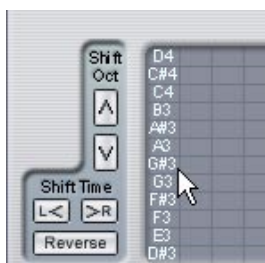 Shift
Oct
Λ
V
Shift Time
L<
>R
Reverse
D4
C#4
C4
B3
A#3
A3
G#3
G3
F#3
F3
E3
D#3